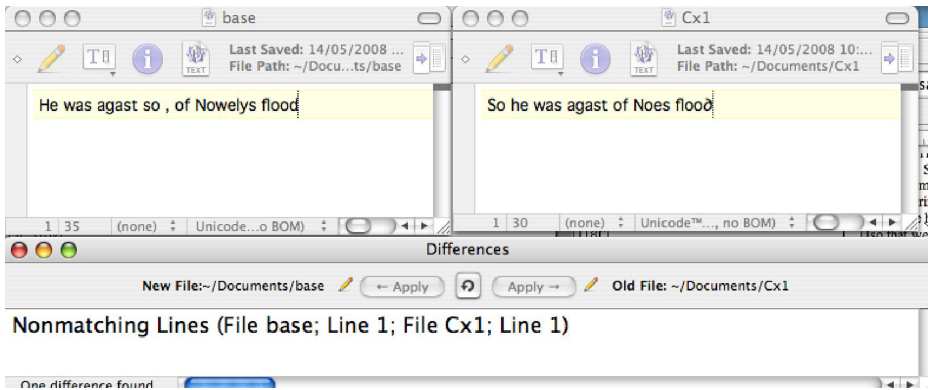 base
Last Saved: 14/05/2008 ...
File Path: ~/Docu...ts/base
T
i
TEXT
He was agast so , of Nowelys flood
1 35 (none) Unicode...o BOM)
Cx1
Last Saved: 14/05/2008 10:...
File Path: ~/Documents/Cx1
T
i
TEXT
So he was agast of Noes flooð
1 30 (none) Unicode™..., no BOM)
Differences
New File:~/Documents/base ← Apply Apply → Old File: ~/Documents/Cx1
Nonmatching Lines (File base; Line 1; File Cx1; Line 1)
One difference found